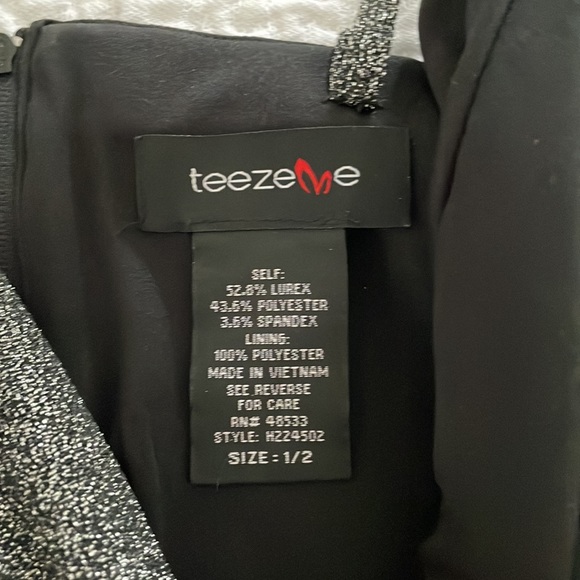 teezeMe
SELF:
52.8% LUREX
43.6% POLYESTER
3.6% SPANDEX
LINING:
100% POLYESTER
MADE IN VIETNAM
SEE REVERSE
FOR CARE
RN# 48533
STYLE: H224502
SIZE: 1/2